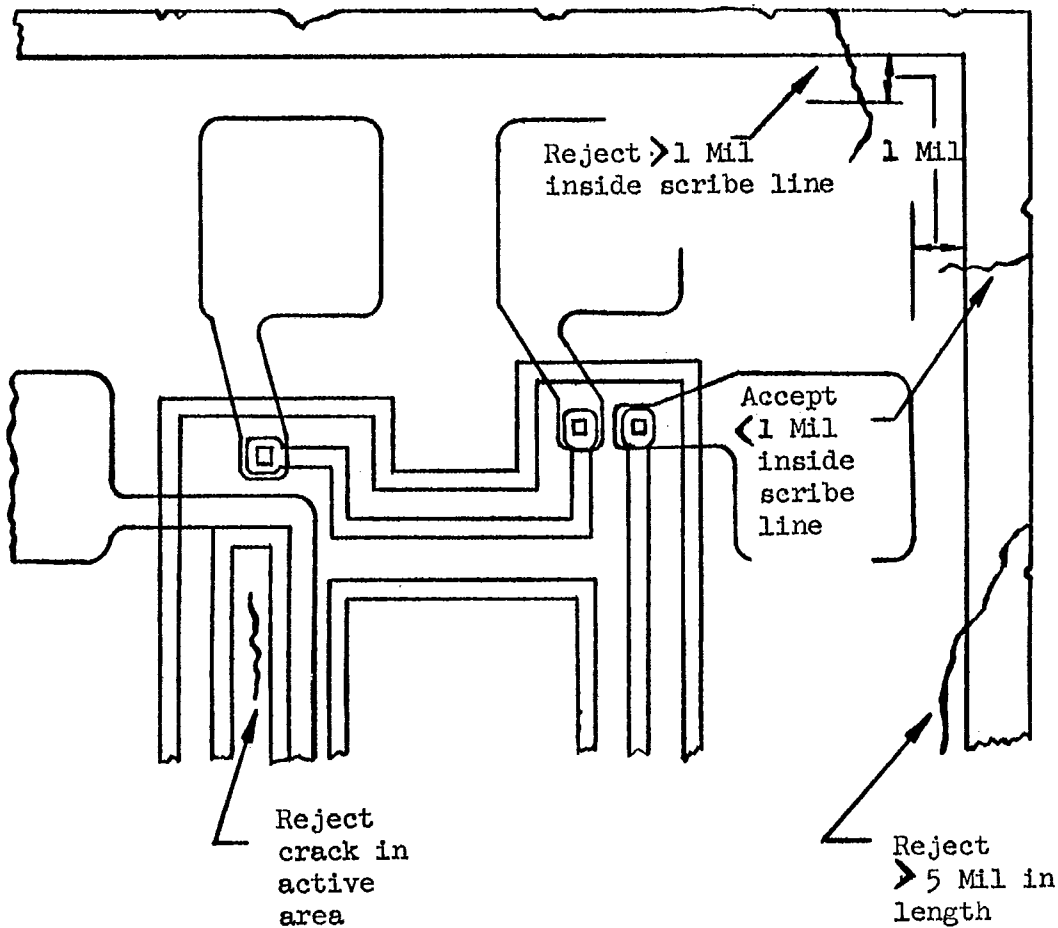 Reject >1 Mil
inside scribe line
1 Mil
Accept
<1 Mil
inside
scribe
line
Reject
crack in
active
area
Reject
> 5 Mil in
length